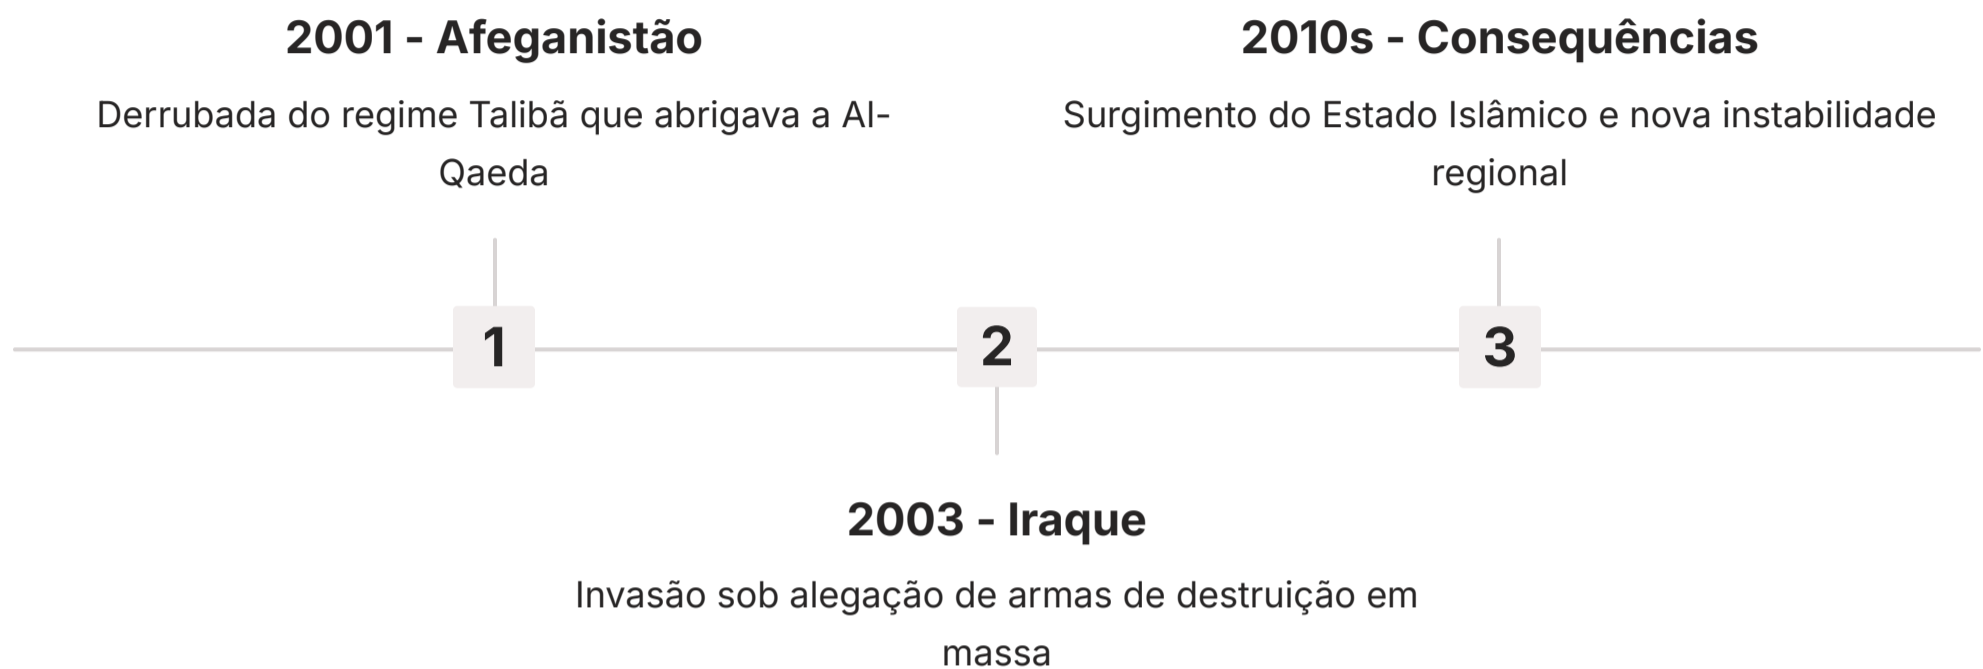 2001 - Afeganistão
Derrubada do regime Talibã que abrigava a Al-
Qaeda
1
2
2003 - Iraque
Invasão sob alegação de armas de destruição em
massa
2010s - Consequências
Surgimento do Estado Islâmico e nova instabilidade
regional
3